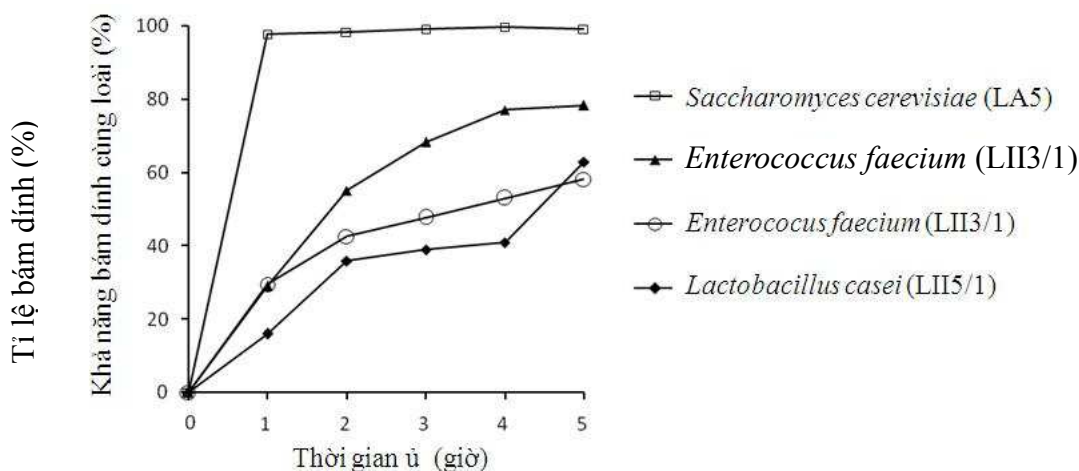 Tỉ lệ bám dính (%)
Khả năng bám dính cùng loài (%)
100
80
60
40
20
0
0 1 2 3 4 5
Thời gian ủ (giờ)
Saccharomyces cerevisiae (LA5)
Enterococcus faecium (LII3/1)
Enterococus faecium (LII3/1)
Lactobacillus casei (LII5/1)